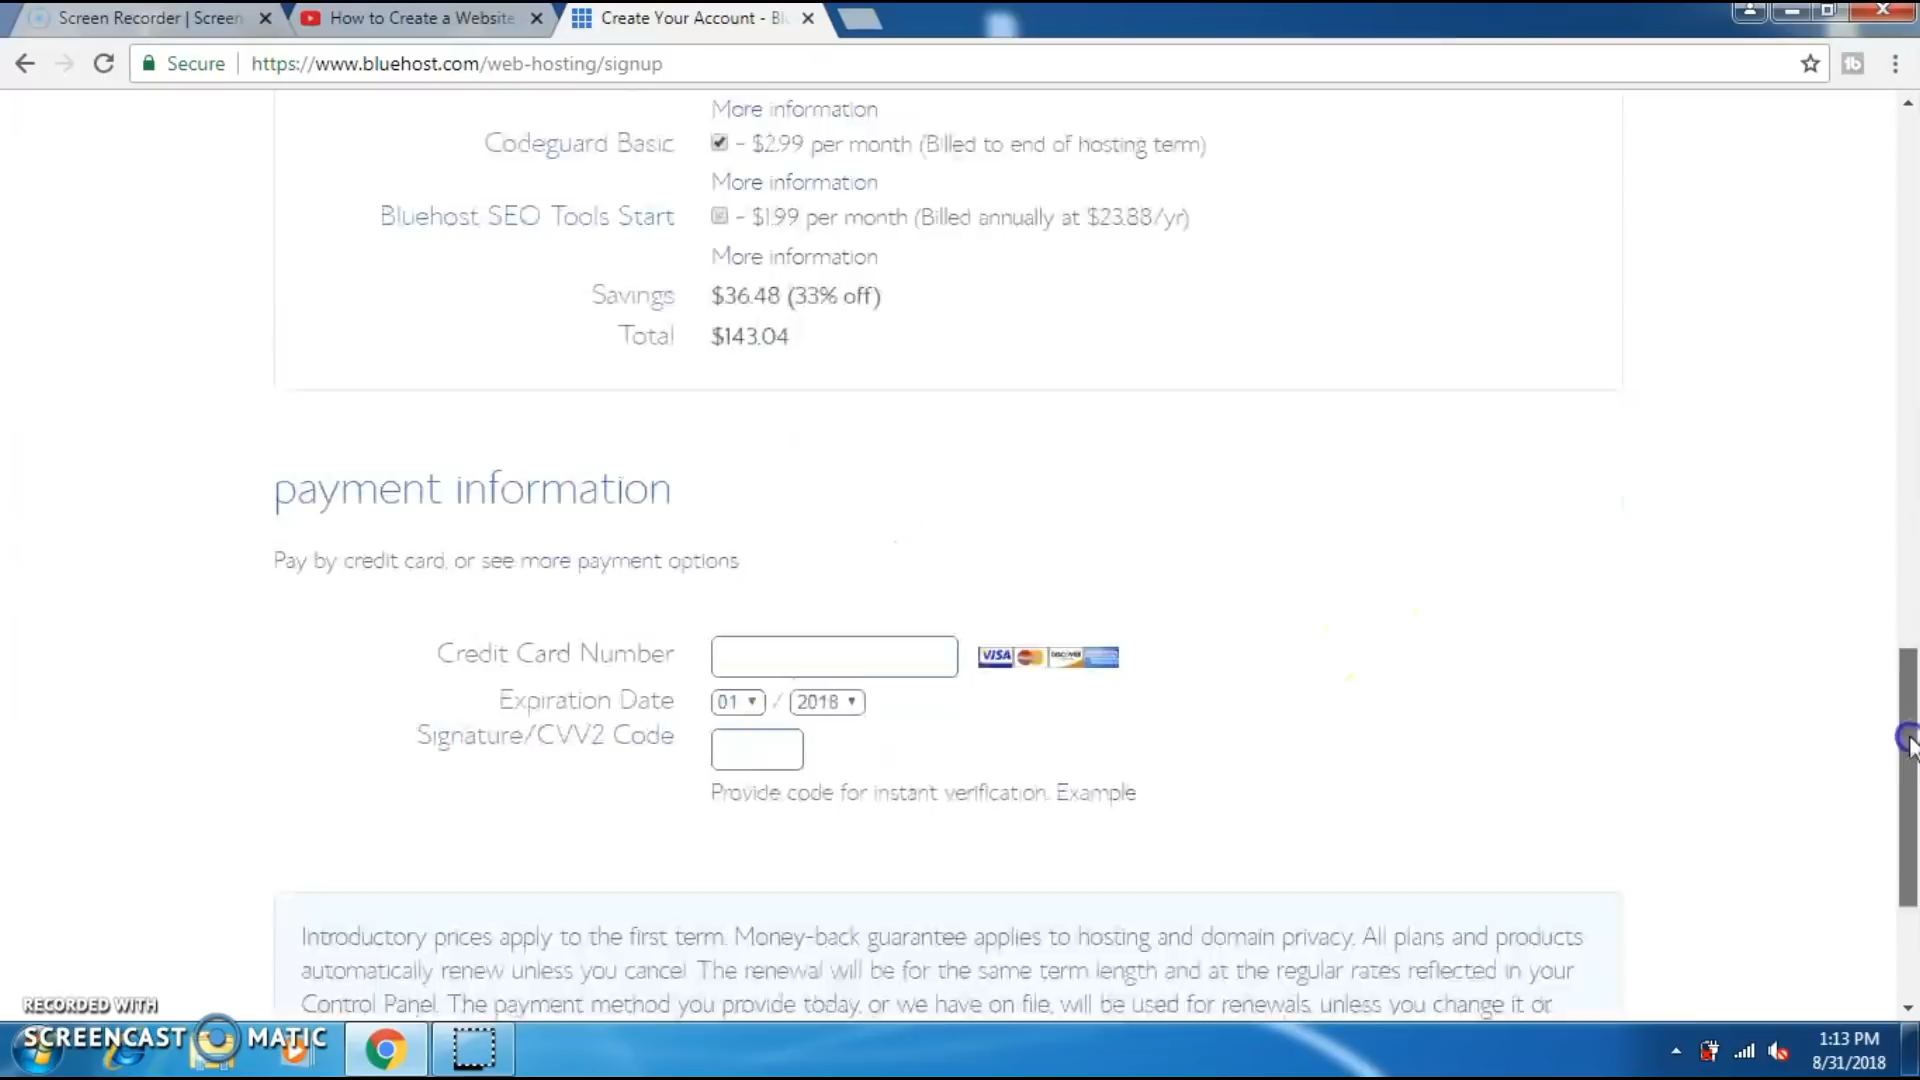 Screen Recorder | Screen
How to Create a Website
Create Your Account - Bl
Secure
https://www.bluehost.com/web-hosting/signup
More information
Codeguard Basic
- $2.99 per month (Billed to end of hosting term)
More information
Bluehost SEO Tools Start
- $1.99 per month (Billed annually at $23.88/yr)
More information
Savings $36.48 (33% off)
Total $143.04
payment information
Pay by credit card, or see more payment options
Credit Card Number
VISA
DISCOVER
Expiration Date 01 / 2018
Signature/CVV2 Code
Provide code for instant verification. Example
Introductory prices apply to the first term. Money-back guarantee applies to hosting and domain privacy. All plans and products
automatically renew unless you cancel. The renewal will be for the same term length and at the regular rates reflected in your
Control Panel. The payment method you provide today, or we have on file, will be used for renewals, unless you change it or
RECORDED WITH
SCREENCAST MATIC
1:13 PM
8/31/2018